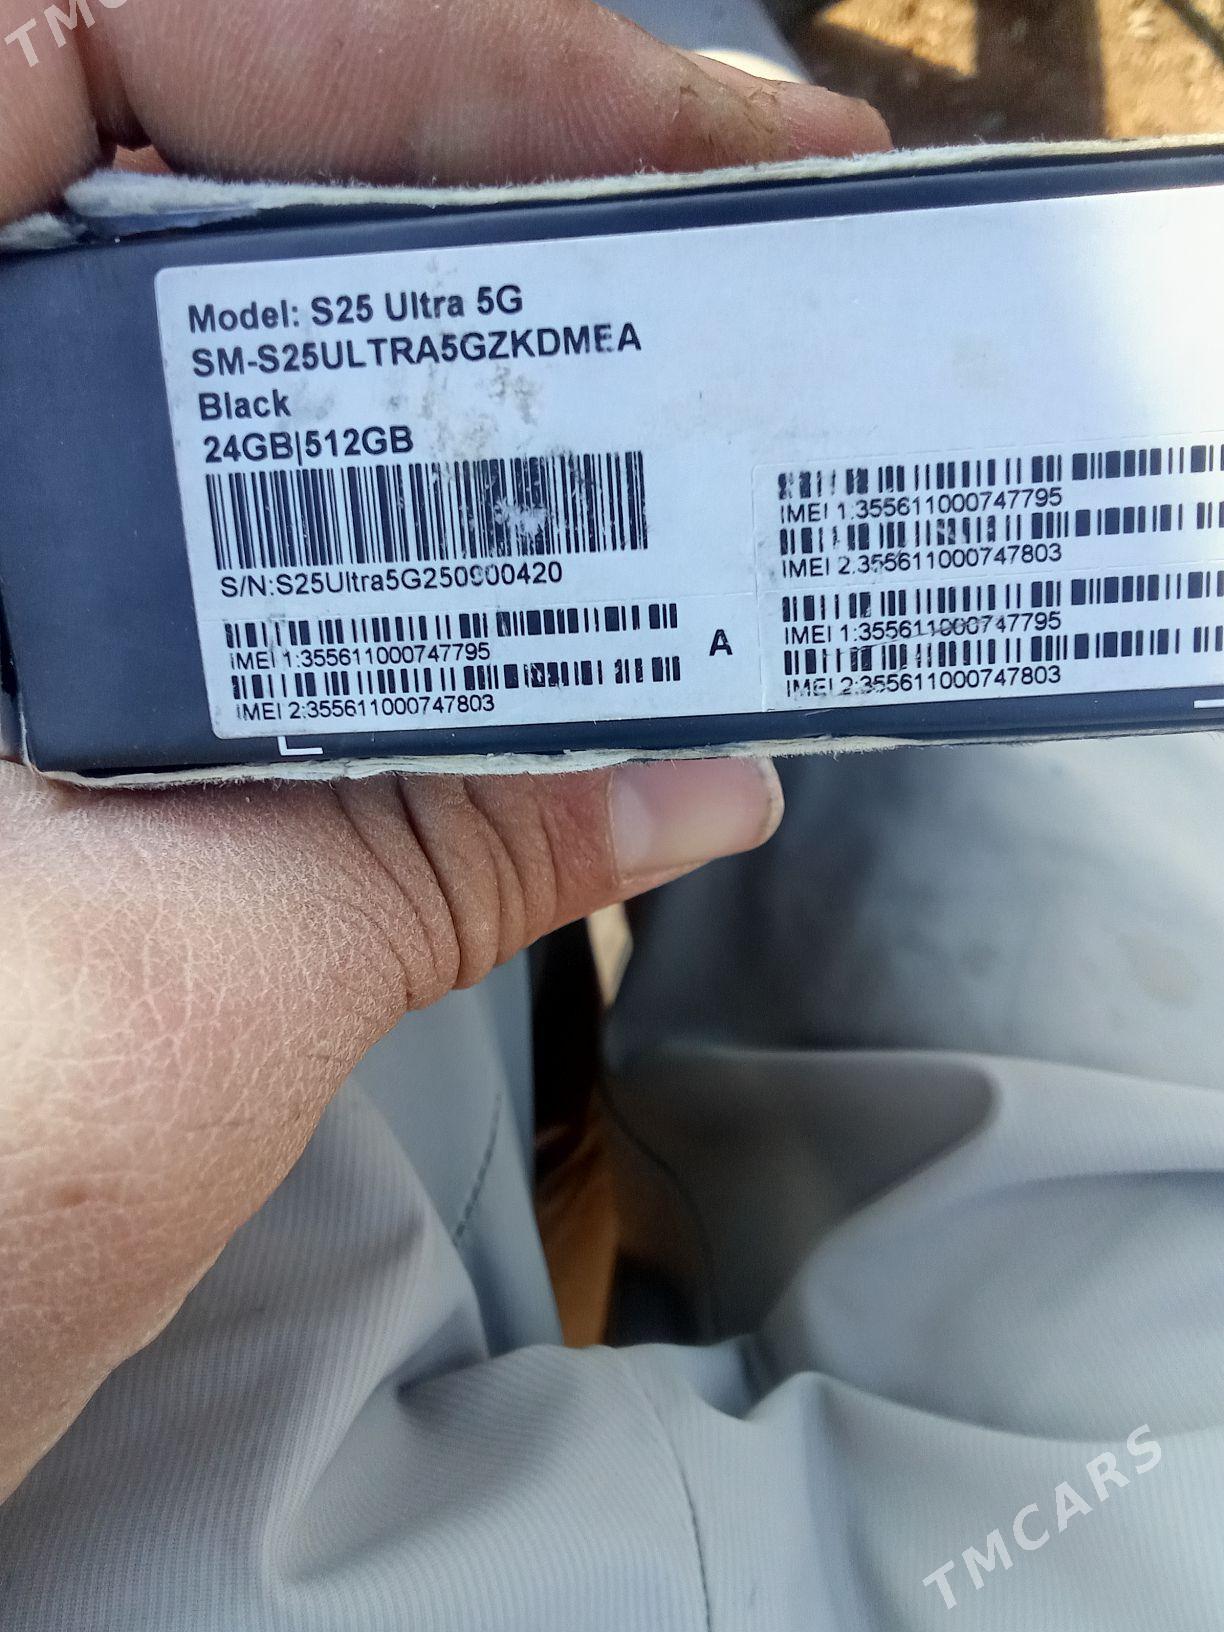 Model: S25 Ultra 5G
SM-S25ULTRA5GZKDMEA
Black
24GB|512GB
S/N:S25Ultra5G250900420
IMEI 1:355611000747795
IMEI 2:355611000747803
A
IMEI 1:355611000747795
IMEI 2:355611000747803
IMEI 1:355611000747795
IMEI 2:355611000747803
TMCARS